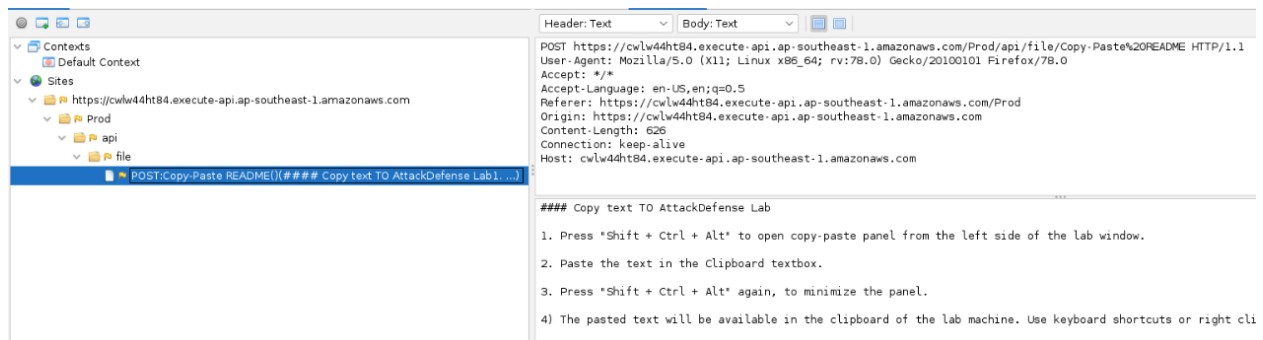 Header: Text
Body: Text
Contexts
Default Context
Sites
https://cwlw44ht84.execute-api.ap-southeast-1.amazonaws.com
Prod
api
file
POST:Copy-Paste README()(#### Copy text TO AttackDefense Lab1. ...)
POST https://cwlw44ht84.execute-api.ap-southeast-1.amazonaws.com/Prod/api/file/Copy-Paste%20README HTTP/1.1
User-Agent: Mozilla/5.0 (X11; Linux x86_64; rv:78.0) Gecko/20100101 Firefox/78.0
Accept: */*
Accept-Language: en-US,en;q=0.5
Referer: https://cwlw44ht84.execute-api.ap-southeast-1.amazonaws.com/Prod
Origin: https://cwlw44ht84.execute-api.ap-southeast-1.amazonaws.com
Content-Length: 626
Connection: keep-alive
Host: cwlw44ht84.execute-api.ap-southeast-1.amazonaws.com
#### Copy text TO AttackDefense Lab
1. Press "Shift + Ctrl + Alt" to open copy-paste panel from the left side of the lab window.
2. Paste the text in the Clipboard textbox.
3. Press "Shift + Ctrl + Alt" again, to minimize the panel.
4) The pasted text will be available in the clipboard of the lab machine. Use keyboard shortcuts or right cli